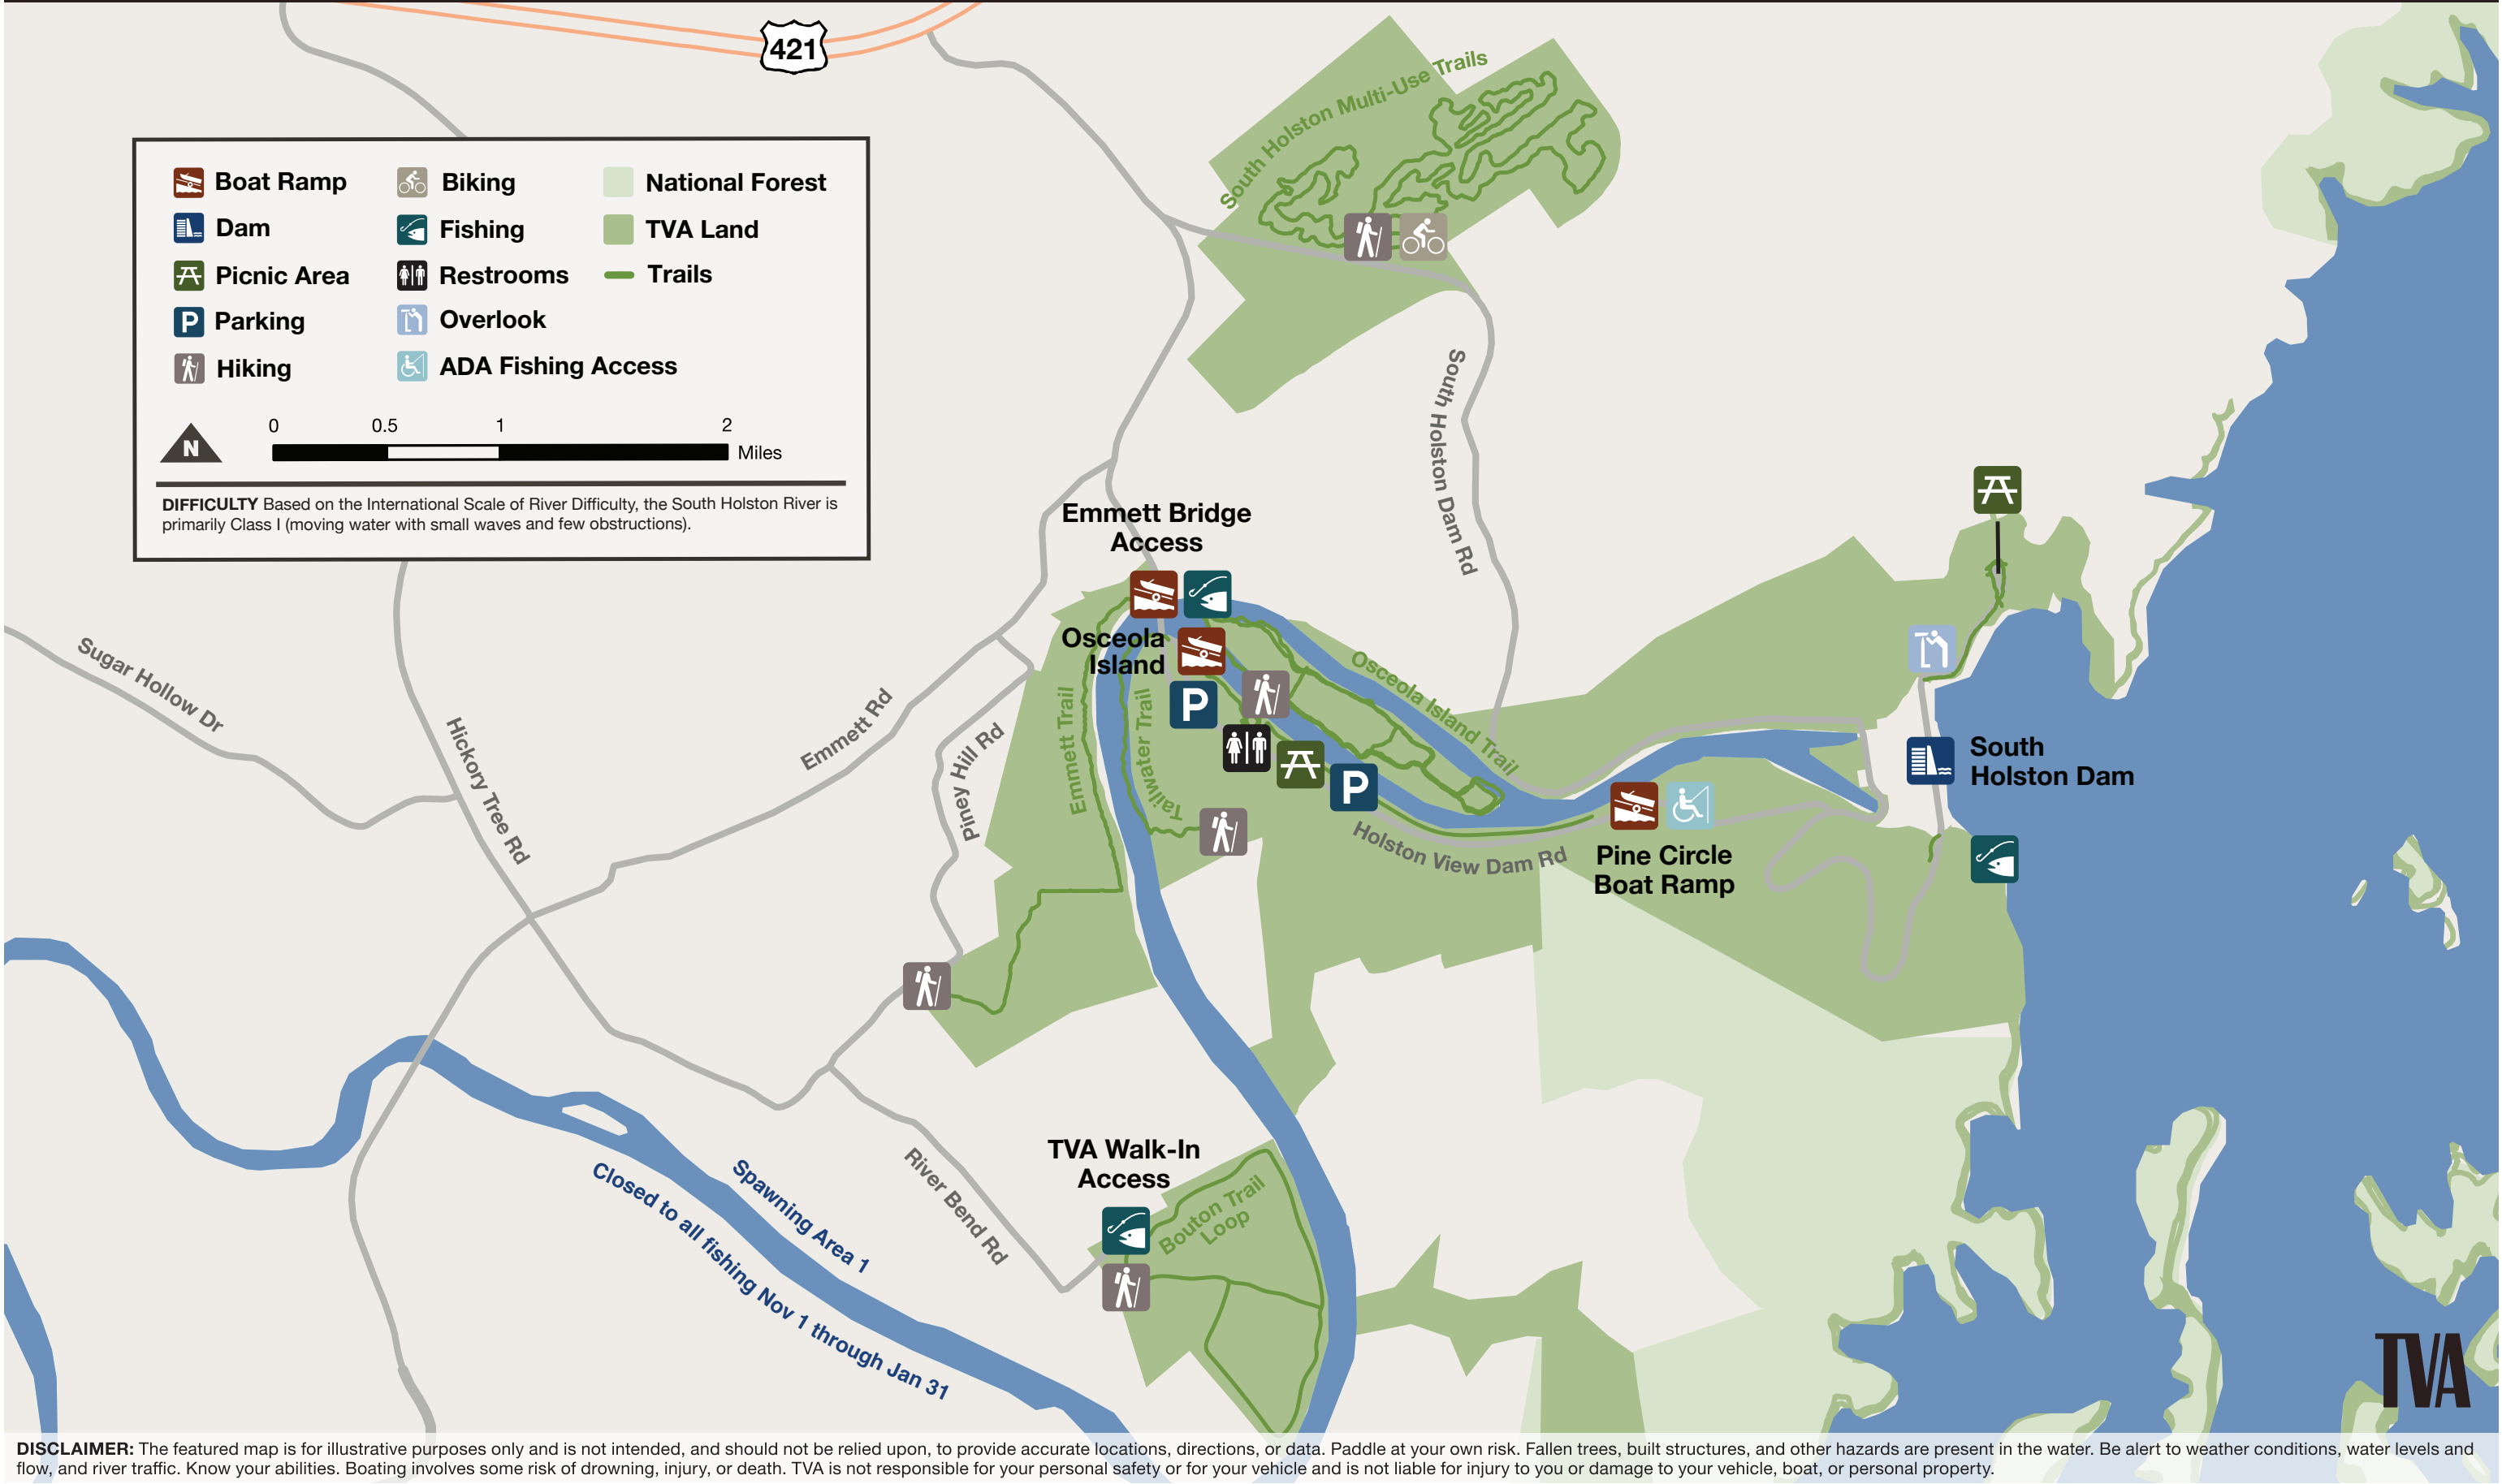 421
South Holston Multi-Use Trails
Boat Ramp
Dam
Picnic Area
Parking
Hiking
Biking
Fishing
Restrooms
Overlook
ADA Fishing Access
National Forest
TVA Land
Trails
N
0 0.5 1 2
Miles
DIFFICULTY Based on the International Scale of River Difficulty, the South Holston River is
primarily Class I (moving water with small waves and few obstructions).
South Holston Dam Rd
Emmett Bridge
Access
Osceola
Island
P
Osceola Island Trail
Emmett Trail
Tailwater Trail
P
Sugar Hollow Dr
Hickory Tree Rd
Emmett Rd
Piney Hill Rd
Holston View Dam Rd
Pine Circle
Boat Ramp
South
Holston Dam
TVA Walk-In
Access
Bouton Trail
Loop
River Bend Rd
Spawning Area 1
Closed to all fishing Nov 1 through Jan 31
TVA
DISCLAIMER: The featured map is for illustrative purposes only and is not intended, and should not be relied upon, to provide accurate locations, directions, or data. Paddle at your own risk. Fallen trees, built structures, and other hazards are present in the water. Be alert to weather conditions, water levels and
flow, and river traffic. Know your abilities. Boating involves some risk of drowning, injury, or death. TVA is not responsible for your personal safety or for your vehicle and is not liable for injury to you or damage to your vehicle, boat, or personal property.